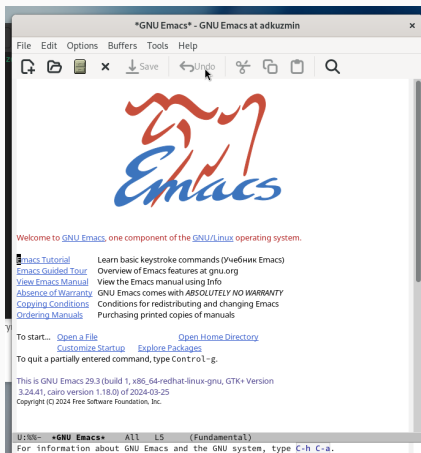 *GNU Emacs* - GNU Emacs at adkuzmin ×
File Edit Options Buffers Tools Help
Save Undo
Emacs
Welcome to GNU Emacs, one component of the GNU/Linux operating system.
Emacs Tutorial Learn basic keystroke commands (Учебник Emacs)
Emacs Guided Tour Overview of Emacs features at gnu.org
View Emacs Manual View the Emacs manual using Info
Absence of Warranty GNU Emacs comes with ABSOLUTELY NO WARRANTY
Copying Conditions Conditions for redistributing and changing Emacs
Ordering Manuals Purchasing printed copies of manuals
To start... Open a File Open Home Directory
Customize Startup Explore Packages
To quit a partially entered command, type Control-g.
This is GNU Emacs 29.3 (build 1, x86_64-redhat-linux-gnu, GTK+ Version
3.24.41, cairo version 1.18.0) of 2024-03-25
Copyright (C) 2024 Free Software Foundation, Inc.
U:%%- *GNU Emacs* All L5 (Fundamental)
For information about GNU Emacs and the GNU system, type C-h C-a.